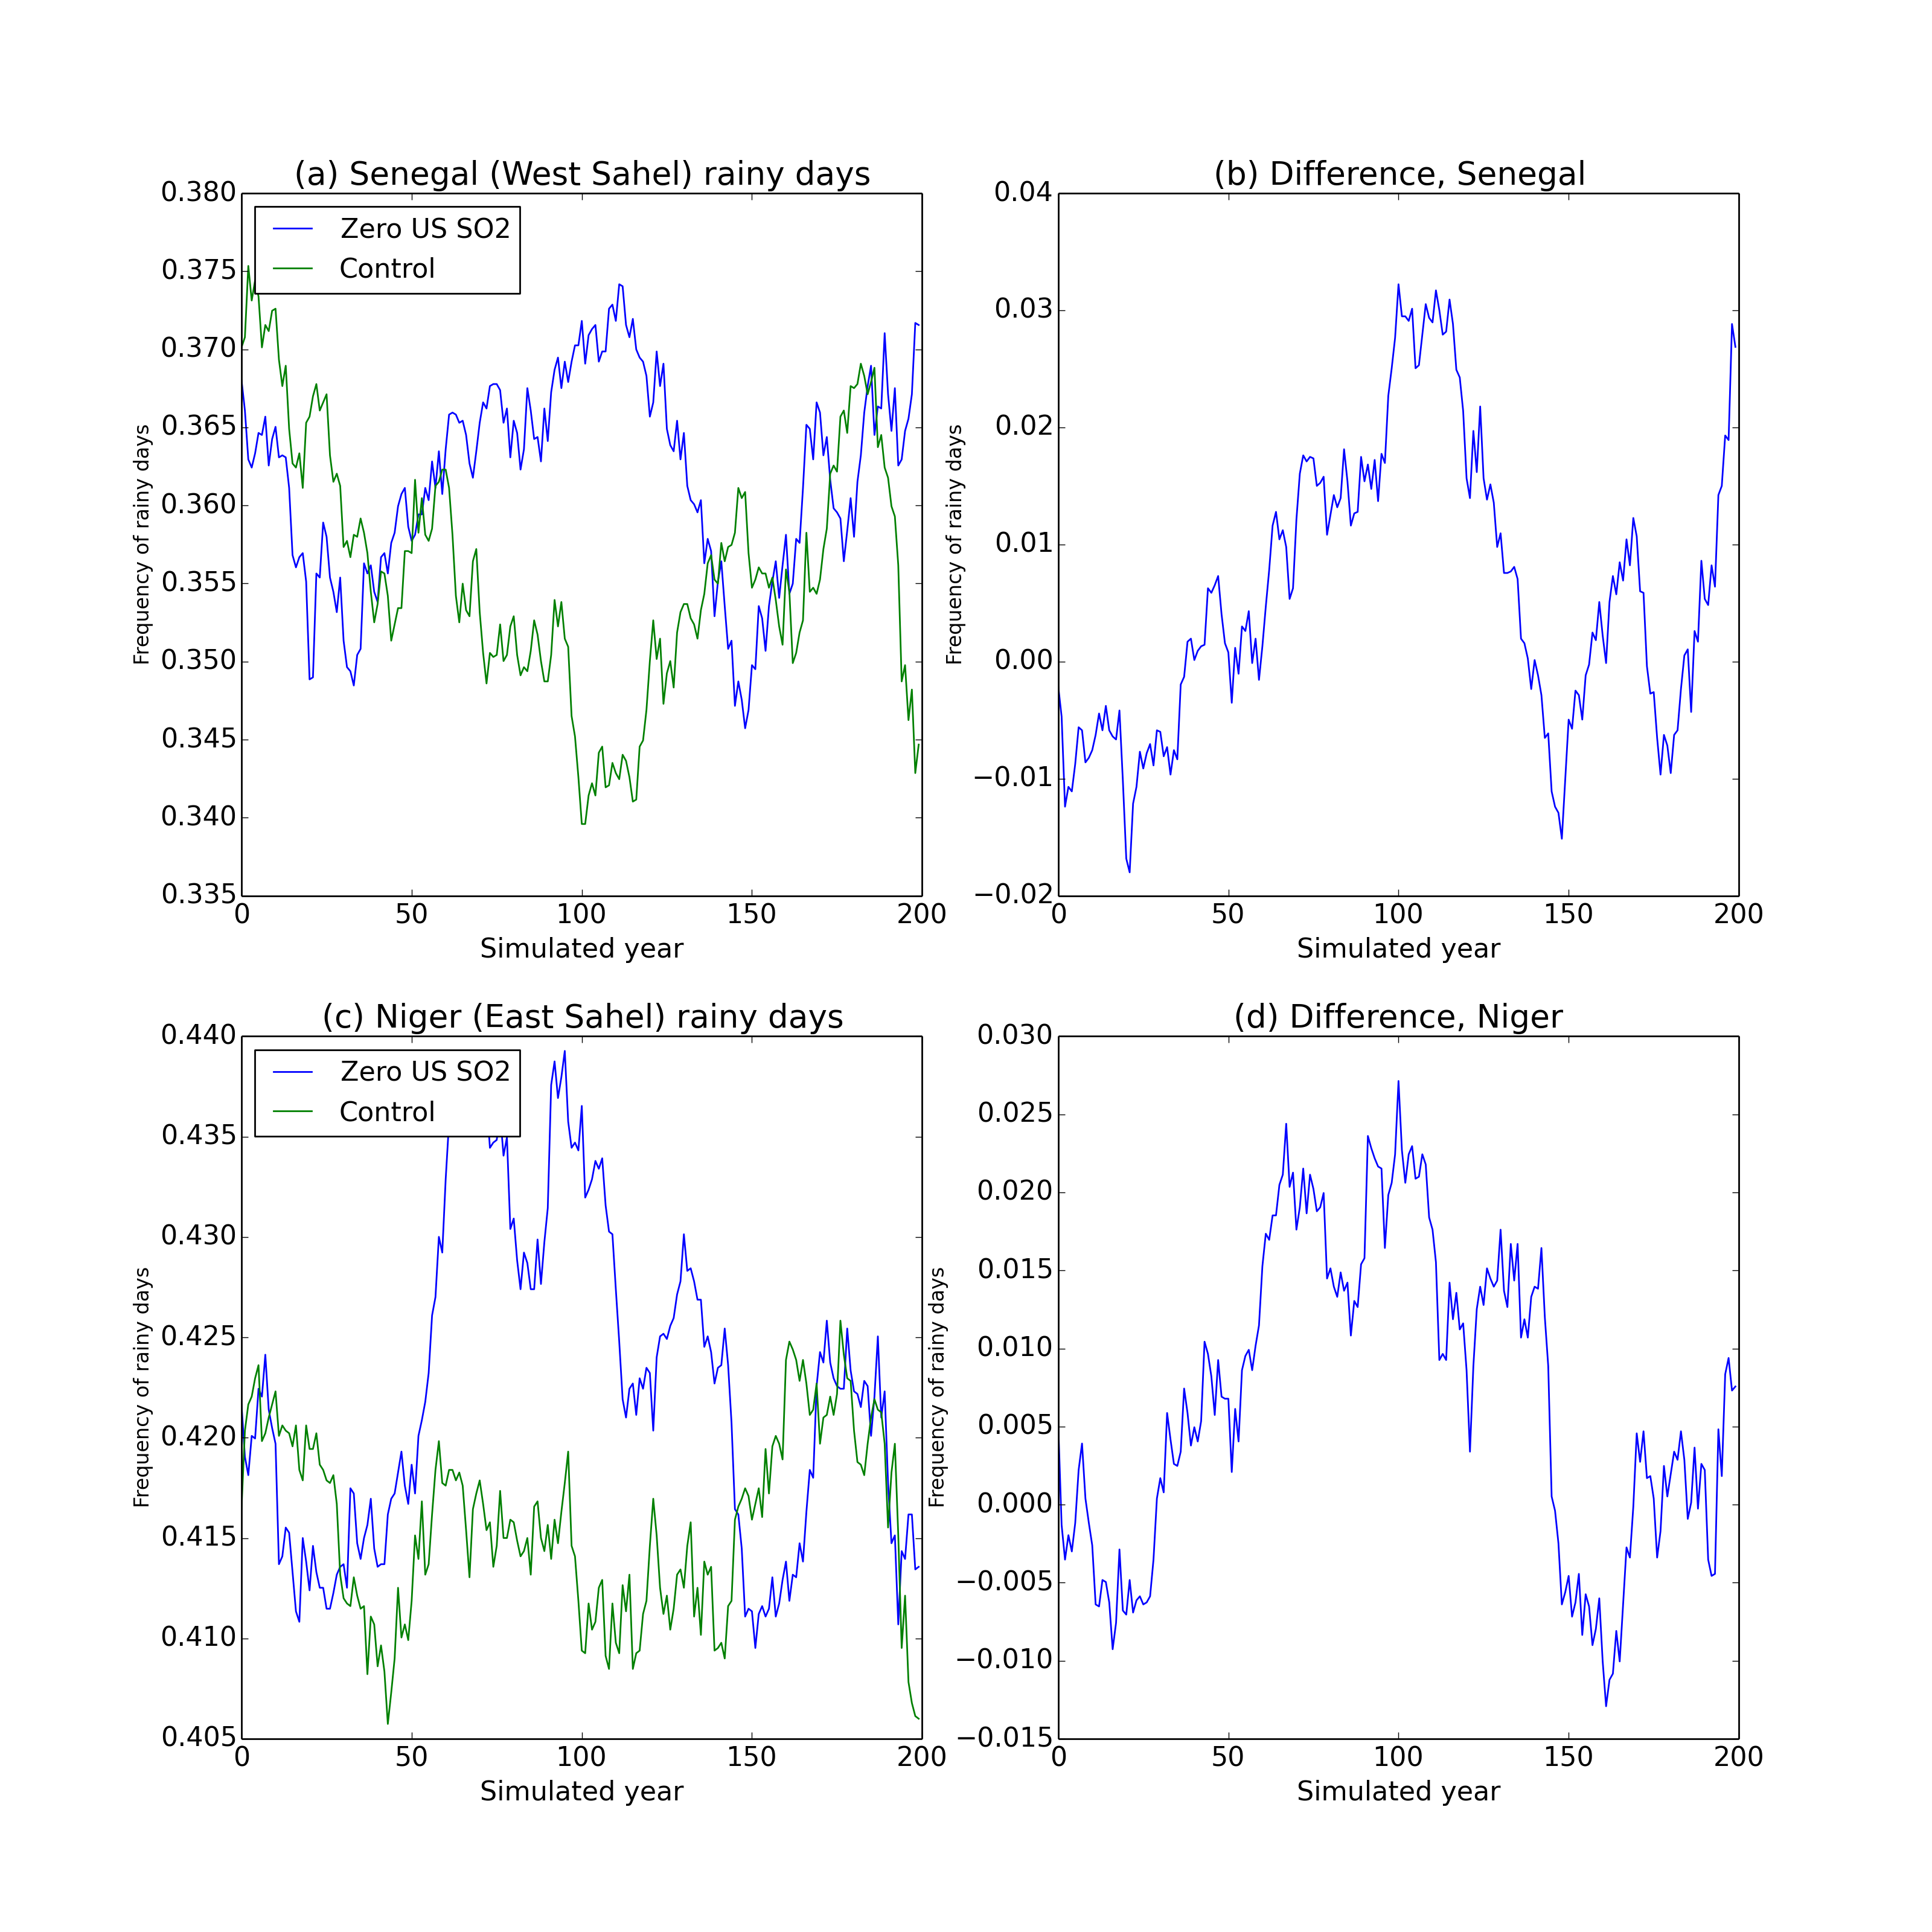 (a) Senegal (West Sahel) rainy days
0.380
0.375
0.370
0.365
0.360
0.355
0.350
0.345
0.340
0.335
Frequency of rainy days
Zero US SO2
Control
0 50 100 150 200
Simulated year
(b) Difference, Senegal
0.04
0.03
0.02
0.01
0.00
−0.01
−0.02
Frequency of rainy days
0 50 100 150 200
Simulated year
(c) Niger (East Sahel) rainy days
0.440
0.435
0.430
0.425
0.420
0.415
0.410
0.405
Frequency of rainy days
Zero US SO2
Control
0 50 100 150 200
Simulated year
(d) Difference, Niger
0.030
0.025
0.020
0.015
0.010
0.005
0.000
−0.005
−0.010
−0.015
Frequency of rainy days
0 50 100 150 200
Simulated year